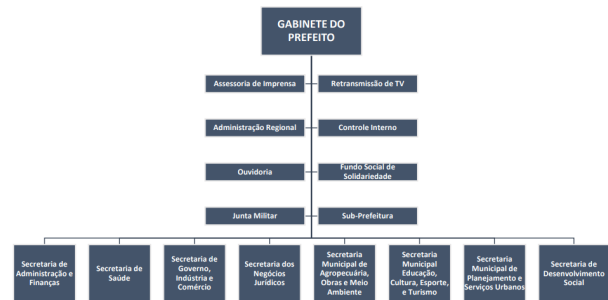 GABINETE DO
PREFEITO
Assessoria de Imprensa
Retransmissão de TV
Administração Regional
Controle Interno
Ouvidoria
Fundo Social de
Solidariedade
Junta Militar
Sub-Prefeitura
Secretaria de
Administração e
Finanças
Secretaria
de Saúde
Secretaria de
Governo,
Indústria e
Comércio
Secretaria dos
Negócios
Jurídicos
Secretaria
Municipal de
Agropecuária,
Obras e Meio
Ambiente
Secretaria
Municipal
Educação,
Cultura, Esporte,
e Turismo
Secretaria
Municipal de
Planejamento e
Serviços Urbanos
Secretaria de
Desenvolvimento
Social